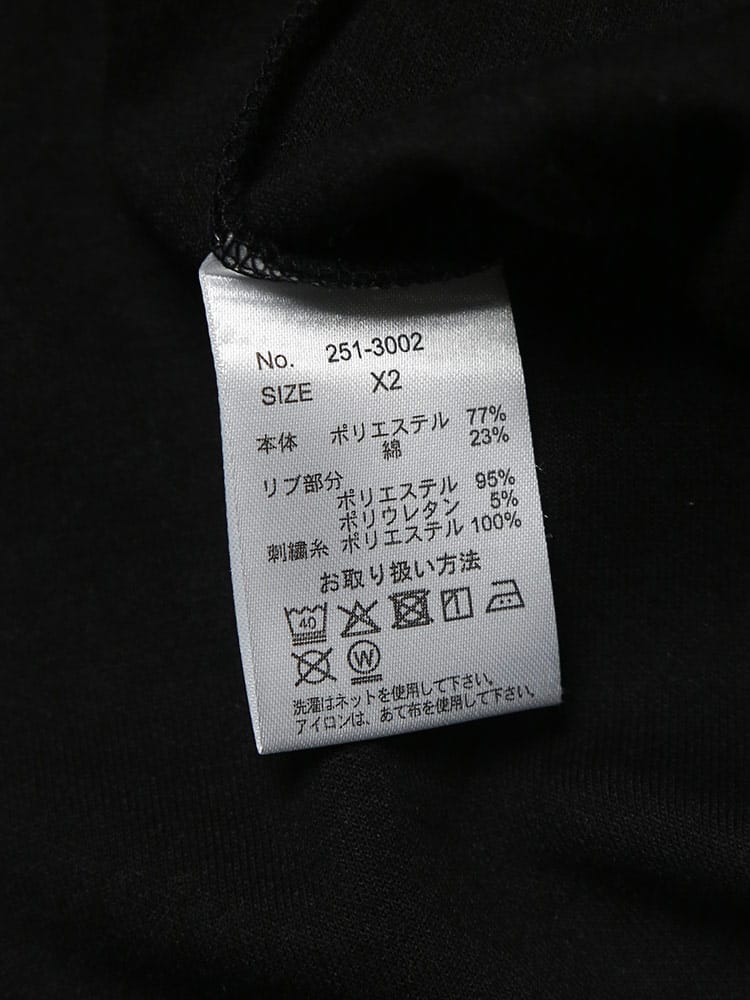 No. 251-3002
SIZE X2
本体 ポリエステル 77%
綿 23%
リブ部分
ポリエステル 95%
ポリウレタン 5%
刺繍糸 ポリエステル 100%
お取り扱い方法
40
W
洗濯はネットを使用して下さい。
アイロンは、あて布を使用して下さい。